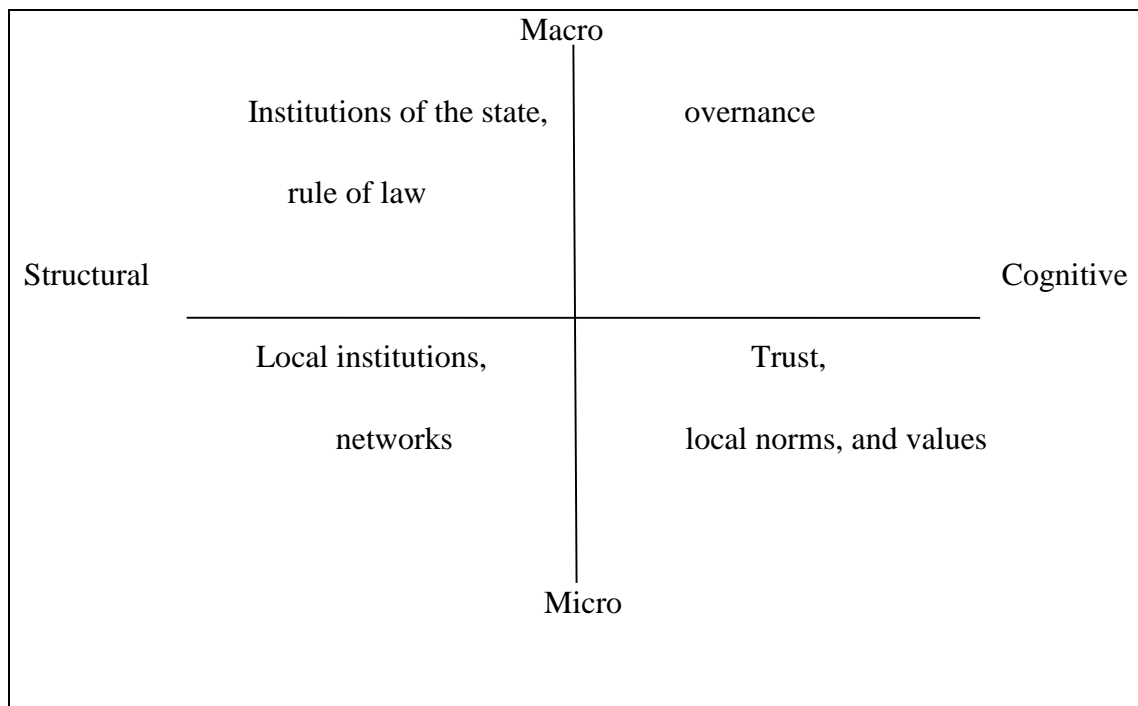 Macro
Institutions of the state,
overnance
rule of law
Structural
Cognitive
Local institutions,
Trust,
networks
local norms, and values
Micro